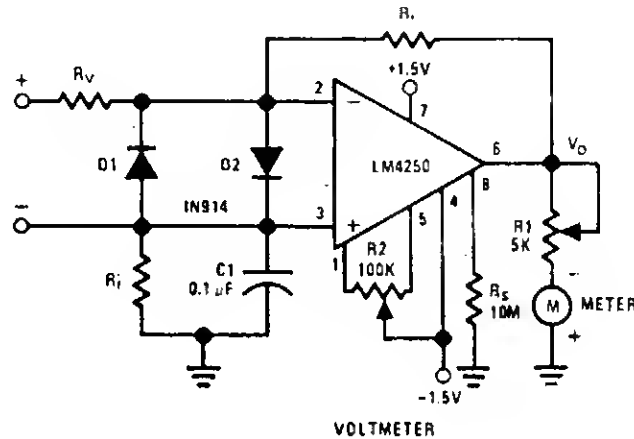 R.
+1.5V
+
Rv
2
−
7
6
Vo
D1
D2
LM4250
8
R1
5K
−
IN914
3
+
5
4
−
1
R2
100K
Ri
C1
0.1 µF
Rs
10M
M
METER
+
−1.5V
VOLTMETER